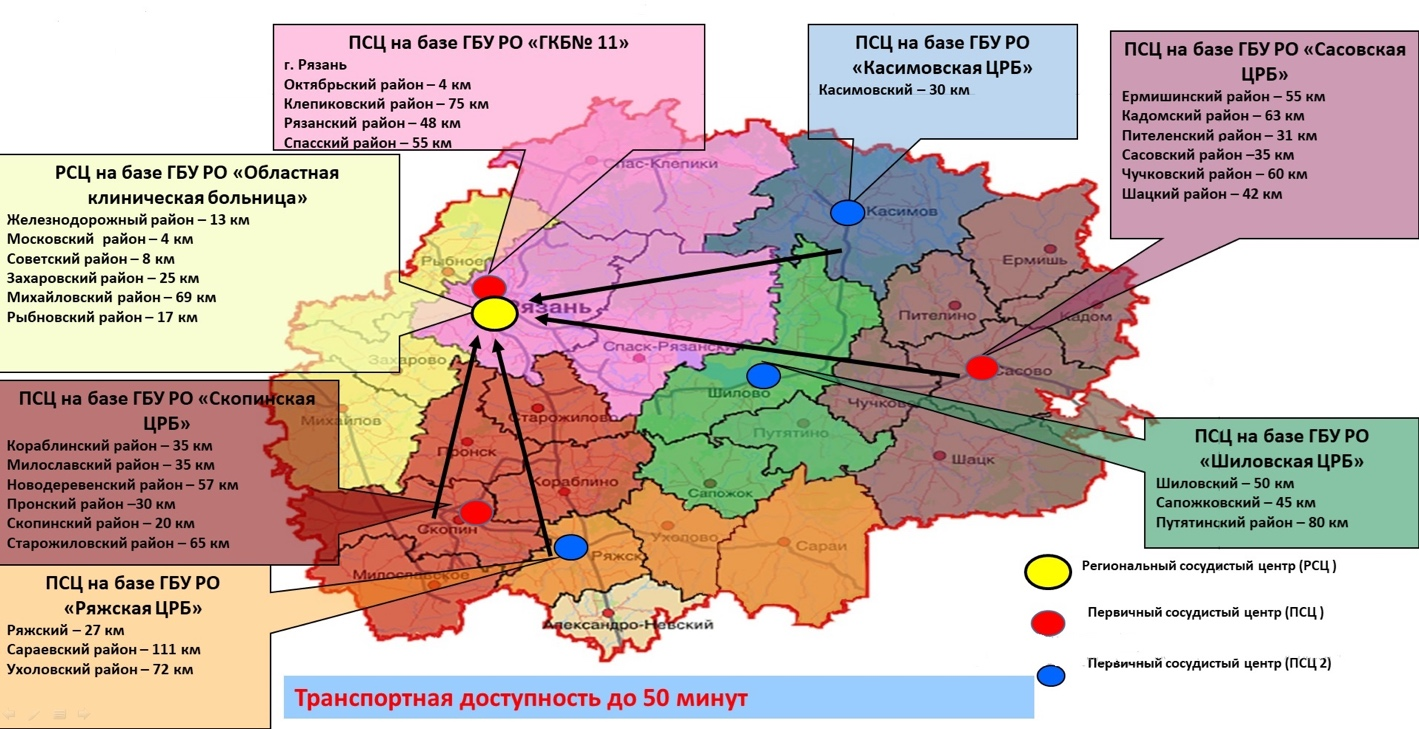 ПСЦ на базе ГБУ РО «ГКБ№ 11»
г. Рязань
Октябрьский район – 4 км
Клепиковский район – 75 км
Рязанский район – 48 км
Спасский район – 55 км
ПСЦ на базе ГБУ РО
«Касимовская ЦРБ»
Касимовский – 30 км
ПСЦ на базе ГБУ РО «Сасовская
ЦРБ»
Ермишинский район – 55 км
Кадомский район – 63 км
Пителенский район – 31 км
Сасовский район –35 км
Чучковский район – 60 км
Шацкий район – 42 км
РСЦ на базе ГБУ РО «Областная
клиническая больница»
Железнодорожный район – 13 км
Московский район – 4 км
Советский район – 8 км
Захаровский район – 25 км
Михайловский район – 69 км
Рыбновский район – 17 км
ПСЦ на базе ГБУ РО «Скопинская
ЦРБ»
Кораблинский район – 35 км
Милославский район – 35 км
Новодеревенский район – 57 км
Пронский район –30 км
Скопинский район – 20 км
Старожиловский район – 65 км
ПСЦ на базе ГБУ РО
«Ряжская ЦРБ»
Ряжский – 27 км
Сараевский район – 111 км
Ухоловский район – 72 км
ПСЦ на базе ГБУ РО
«Шиловская ЦРБ»
Шиловский – 50 км
Сапожковский – 45 км
Путятинский район – 80 км
Спас-Клепики
Касимов
Рыбное
Ермишь
Рязань
Пителино
Кадом
Спасск-Рязанский
Захарово
Сасово
Шилово
Чучково
Михайлов
Старожилово
Путятино
Пронск
Шацк
Кораблино
Сапожок
Скопин
Ухолово
Ряжск
Сараи
Милославское
Александро-Невский
Региональный сосудистый центр (РСЦ )
Первичный сосудистый центр (ПСЦ )
Первичный сосудистый центр (ПСЦ 2)
Транспортная доступность до 50 минут